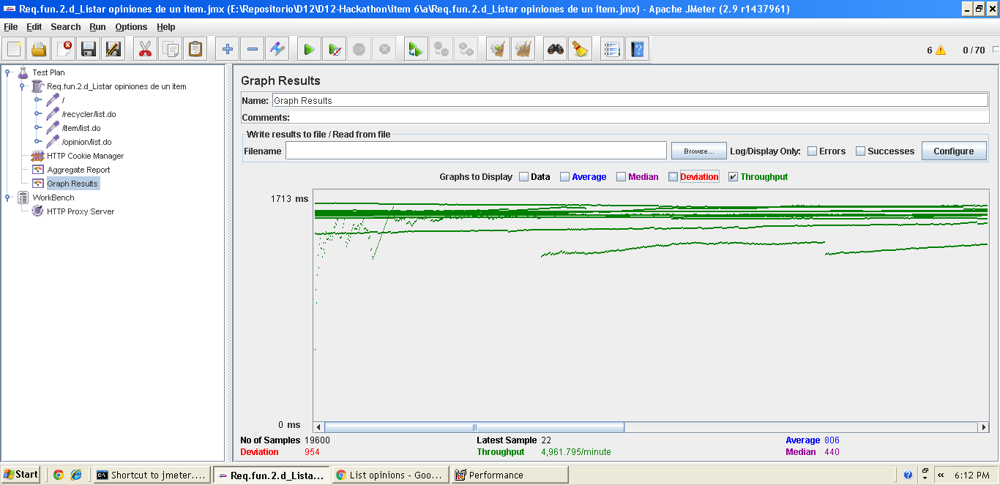 Req.fun.2.d_Listar opiniones de un item.jmx (E:\Repositorio\D12\D12-Hackathon\item 6\a\Req.fun.2.d_Listar opiniones de un item.jmx) - Apache JMeter (2.9 r1437961)
File Edit Search Run Options Help
6 0 / 70
Test Plan
Req.fun.2.d_Listar opiniones de un item
/
/recycler/list.do
/item/list.do
/opinion/list.do
HTTP Cookie Manager
Aggregate Report
Graph Results
WorkBench
HTTP Proxy Server
Graph Results
Name: Graph Results
Comments:
Write results to file / Read from file
Filename Browse... Log/Display Only: Errors Successes Configure
Graphs to Display Data Average Median Deviation Throughput
1713 ms
0 ms
No of Samples 19600 Latest Sample 22 Average 806
Deviation 954 Throughput 4,961.795/minute Median 440
Start Shortcut to jmeter.... Req.fun.2.d_Lista... List opinions - Goo... Performance 6:12 PM